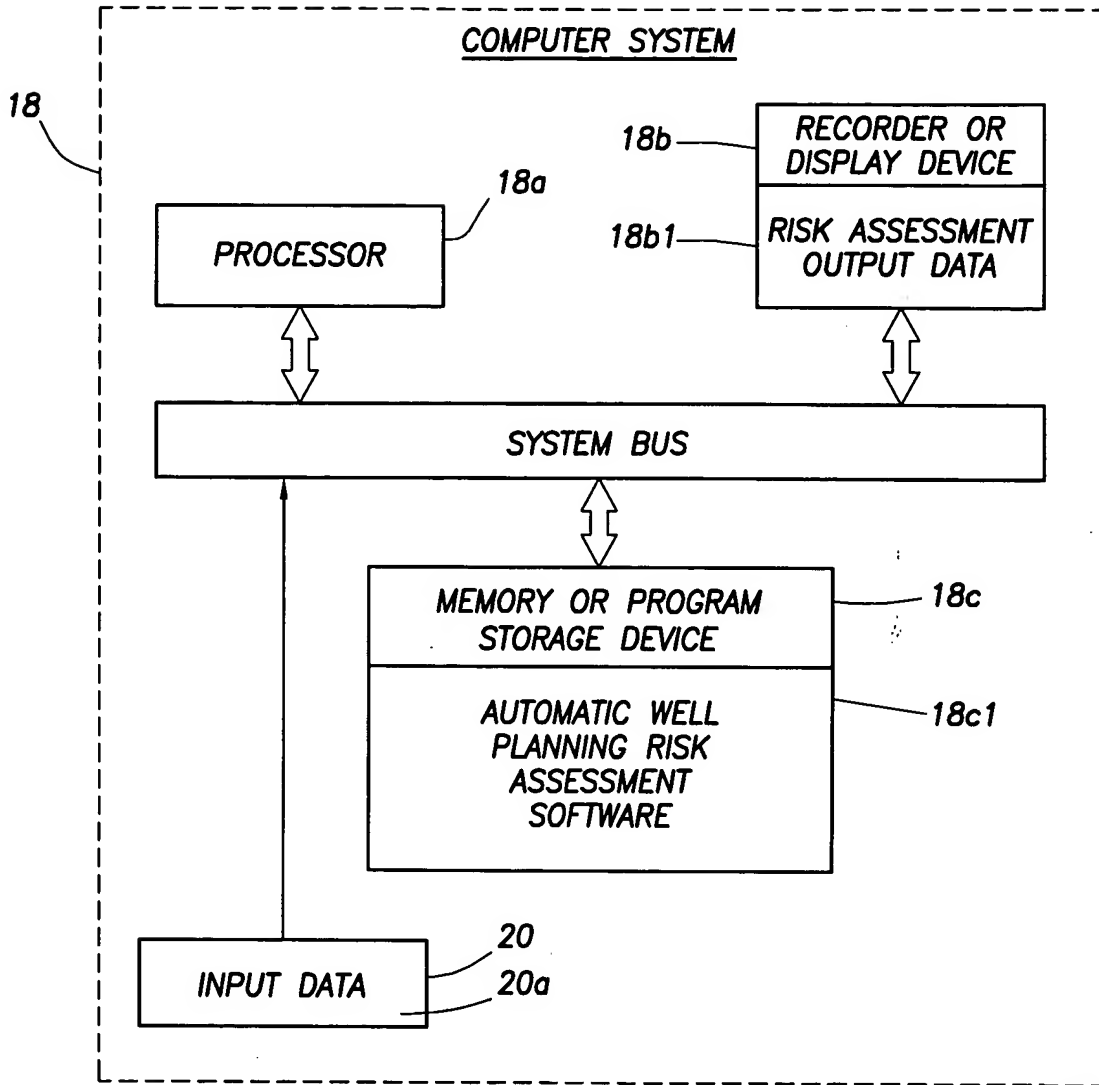 COMPUTER SYSTEM
18
RECORDER OR
DISPLAY DEVICE
18b
18a
PROCESSOR
18b1
RISK ASSESSMENT
OUTPUT DATA
SYSTEM BUS
MEMORY OR PROGRAM
STORAGE DEVICE
18c
AUTOMATIC WELL
PLANNING RISK
ASSESSMENT
SOFTWARE
18c1
INPUT DATA
20
20a